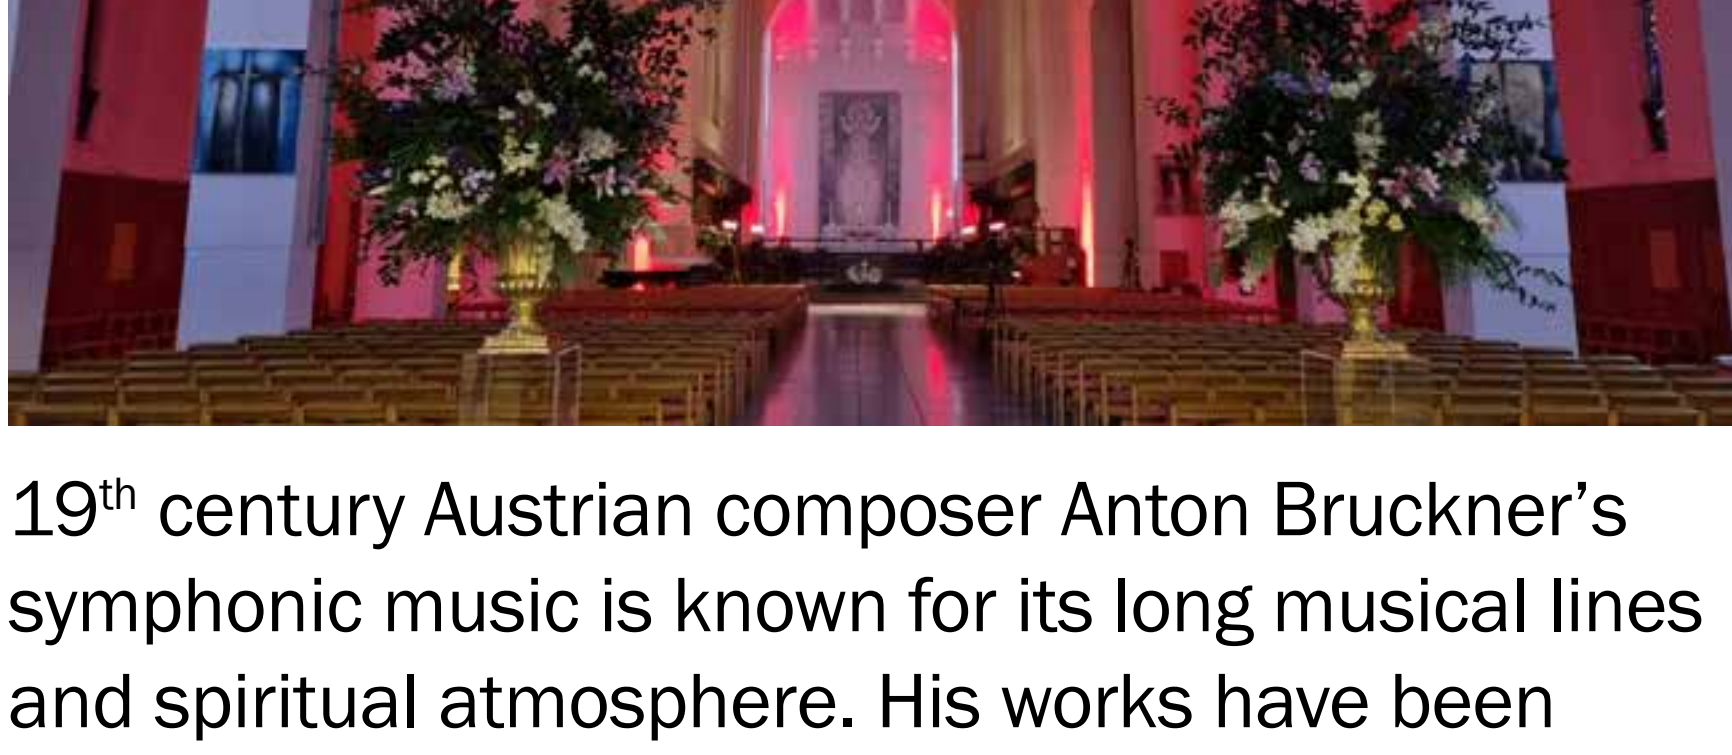 19th century Austrian composer Anton Bruckner’s
symphonic music is known for its long musical lines
and spiritual atmosphere. His works have been